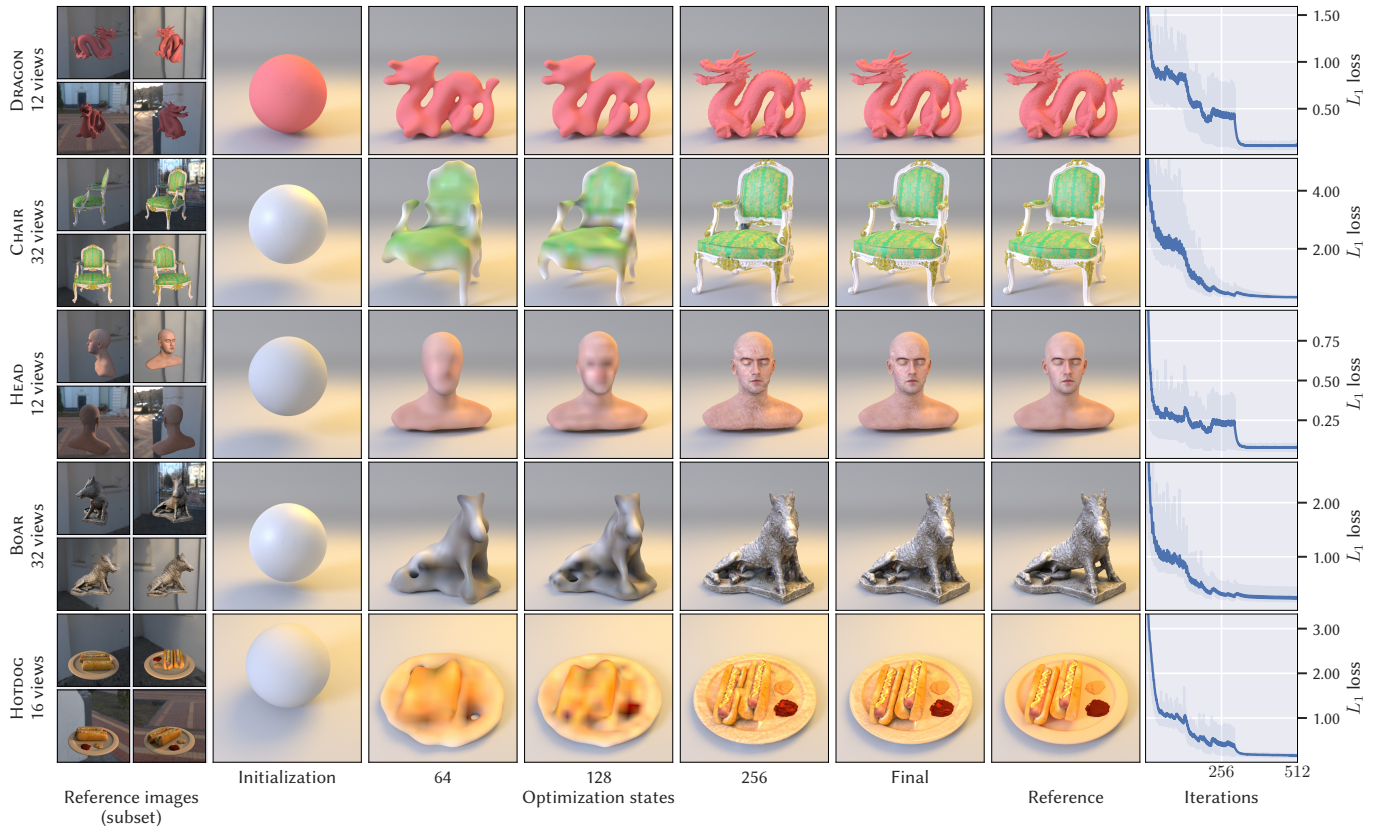 DRAGON
12 views
1.50
1.00
0.50
L₁ loss
CHAIR
32 views
4.00
2.00
L₁ loss
HEAD
12 views
0.75
0.50
0.25
L₁ loss
BOAR
32 views
2.00
1.00
L₁ loss
HOTDOG
16 views
3.00
2.00
1.00
L₁ loss
256 512
Initialization 64 128 256 Final
Reference images
(subset)
Optimization states
Reference
Iterations